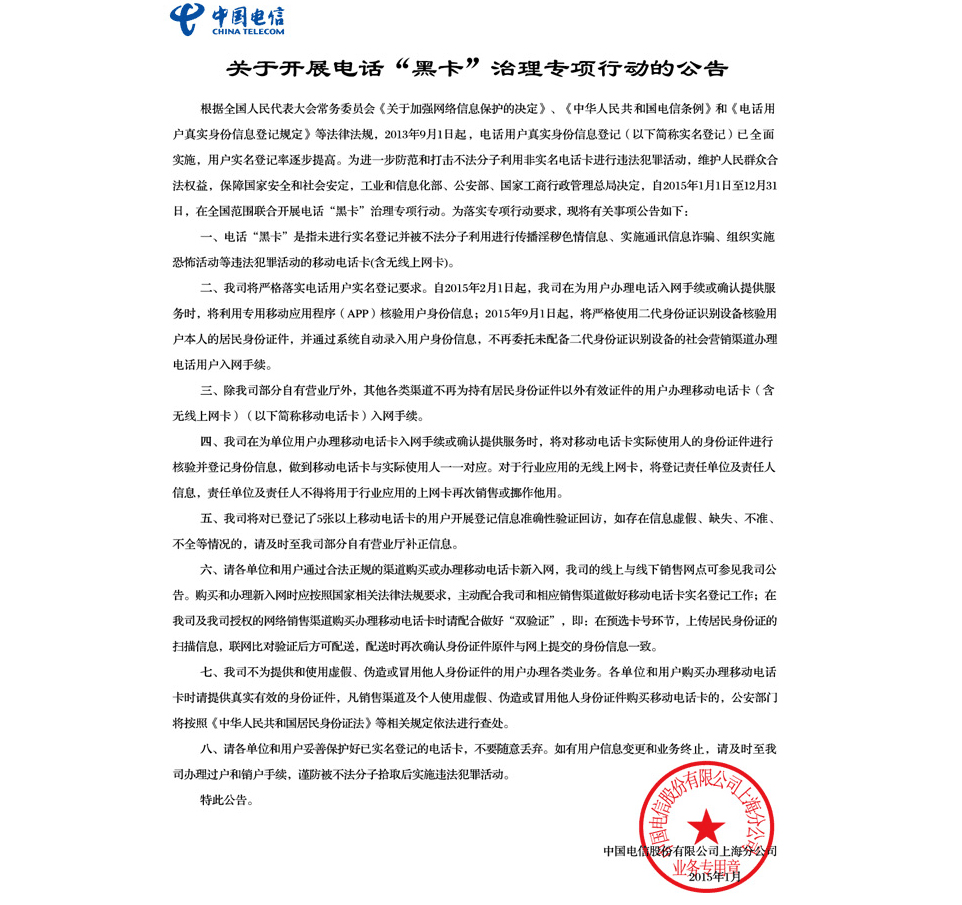 中国电信
CHINA TELECOM
关于开展电话“黑卡”治理专项行动的公告
根据全国人民代表大会常务委员会《关于加强网络信息保护的决定》、《中华人民共和国电信条例》和《电话用
户真实身份信息登记规定》等法律法规，2013年9月1日起，电话用户真实身份信息登记（以下简称实名登记）已全面
实施，用户实名登记率逐步提高。为进一步防范和打击不法分子利用非实名电话卡进行违法犯罪活动，维护人民群众合
法权益，保障国家安全和社会安定，工业和信息化部、公安部、国家工商行政管理总局决定，自2015年1月1日至12月31
日，在全国范围联合开展电话“黑卡”治理专项行动。为落实专项行动要求，现将有关事项公告如下：
一、电话“黑卡”是指未进行实名登记并被不法分子利用进行传播淫秽色情信息、实施通讯信息诈骗、组织实施
恐怖活动等违法犯罪活动的移动电话卡(含无线上网卡)。
二、我司将严格落实电话用户实名登记要求。自2015年2月1日起，我司在为用户办理电话入网手续或确认提供服
务时，将利用专用移动应用程序（APP）核验用户身份信息；2015年9月1日起，将严格使用二代身份证识别设备核验用
户本人的居民身份证件，并通过系统自动录入用户身份信息，不再委托未配备二代身份证识别设备的社会营销渠道办理
电话用户入网手续。
三、除我司部分自有营业厅外，其他各类渠道不再为持有居民身份证件以外有效证件的用户办理移动电话卡（含
无线上网卡）（以下简称移动电话卡）入网手续。
四、我司在为单位用户办理移动电话卡入网手续或确认提供服务时，将对移动电话卡实际使用人的身份证件进行
核验并登记身份信息，做到移动电话卡与实际使用人一一对应。对于行业应用的无线上网卡，将登记责任单位及责任人
信息，责任单位及责任人不得将用于行业应用的上网卡再次销售或挪作他用。
五、我司将对已登记了5张以上移动电话卡的用户开展登记信息准确性验证回访，如存在信息虚假、缺失、不准、
不全等情况的，请及时至我司部分自有营业厅补正信息。
六、请各单位和用户通过合法正规的渠道购买或办理移动电话卡新入网，我司的线上与线下销售网点可参见我司公
告。购买和办理新入网时应按照国家相关法律法规要求，主动配合我司和相应销售渠道做好移动电话卡实名登记工作；在
我司及我司授权的网络销售渠道购买办理移动电话卡时请配合做好“双验证”，即：在预选卡号环节，上传居民身份证的
扫描信息，联网比对验证后方可配送，配送时再次确认身份证件原件与网上提交的身份信息一致。
七、我司不为提供和使用虚假、伪造或冒用他人身份证件的用户办理各类业务。各单位和用户购买办理移动电话
卡时请提供真实有效的身份证件，凡销售渠道及个人使用虚假、伪造或冒用他人身份证件购买移动电话卡的，公安部门
将按照《中华人民共和国居民身份证法》等相关规定依法进行查处。
八、请各单位和用户妥善保护好已实名登记的电话卡，不要随意丢弃。如有用户信息变更和业务终止，请及时至我
司办理过户和销户手续，谨防被不法分子拾取后实施违法犯罪活动。
特此公告。
中国电信股份有限公司上海分公司
业务专用章
中国电信股份有限公司上海分公司
2015年1月